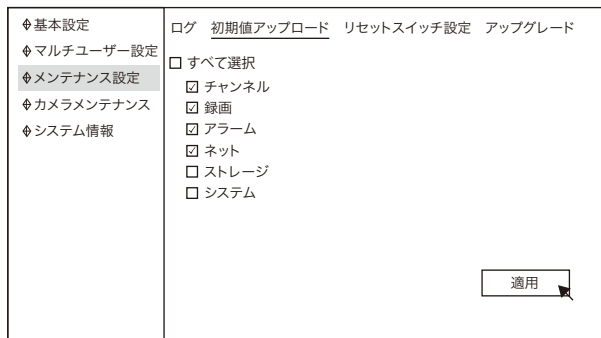 基本設定
マルチユーザー設定
メンテナンス設定
カメラメンテナンス
システム情報
ログ 初期値アップロード リセットスイッチ設定 アップグレード
すべて選択
チャンネル
録画
アラーム
ネット
ストレージ
システム
適用